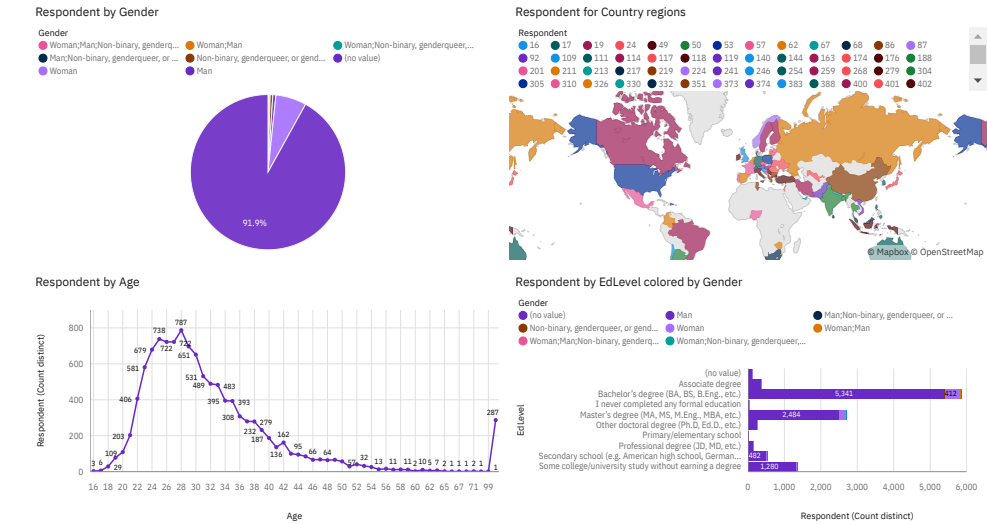 Respondent by Gender
Gender
Woman;Man;Non-binary, genderq... Woman;Man Woman;Non-binary, genderqueer,...
Man;Non-binary, genderqueer, or ... Non-binary, genderqueer, or gend... (no value)
Woman Man
91,9%
Respondent for Country regions
Respondent
16 17 19 24 49 50 53 57 62 67 68 86 87
92 109 111 114 117 118 119 140 144 163 174 176 188
201 211 213 217 219 224 241 246 254 259 268 279 304
305 310 326 330 332 351 373 374 383 388 400 401 402
© Mapbox © OpenStreetMap
Respondent by Age
Respondent (Count distinct)
800
600
400
200
0
3 6 109 29 203 406 581 679 738 722 787 722 651 531 489 395 483 308 393 232 187 279 136 162 95 66 64 57 32 13 11 11 2 10 5 7 2 1 1 2 1 287 1
16 18 20 22 24 26 28 30 32 34 36 38 40 42 44 46 48 50 52 54 56 58 60 62 65 67 71 99
Age
Respondent by EdLevel colored by Gender
Gender
(no value) Man Man;Non-binary, genderqueer, or ...
Non-binary, genderqueer, or gend... Woman Woman;Man
Woman;Man;Non-binary, genderq... Woman;Non-binary, genderqueer,...
EdLevel
(no value)
Associate degree
Bachelor's degree (BA, BS, B.Eng., etc.) 5,341 412
I never completed any formal education
Master's degree (MA, MS, M.Eng., MBA, etc.) 2,484
Other doctoral degree (Ph.D, Ed.D., etc.)
Primary/elementary school
Professional degree (JD, MD, etc.)
Secondary school (e.g. American high school, German... 482
Some college/university study without earning a degree 1,280
0 1,000 2,000 3,000 4,000 5,000 6,000
Respondent (Count distinct)